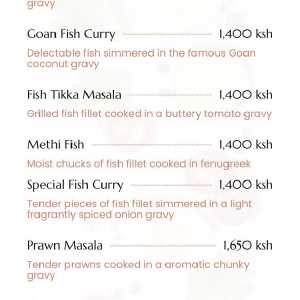 gravy
Goan Fish Curry 1,400 ksh
Delectable fish simmered in the famous Goan
coconut gravy
Fish Tikka Masala 1,400 ksh
Grilled fish fillet cooked in a buttery tomato gravy
Methi Fish 1,400 ksh
Moist chucks of fish fillet cooked in fenugreek
Special Fish Curry 1,400 ksh
Tender pieces of fish fillet simmered in a light
fragrantly spiced onion gravy
Prawn Masala 1,650 ksh
Tender prawns cooked in a aromatic chunky
gravy